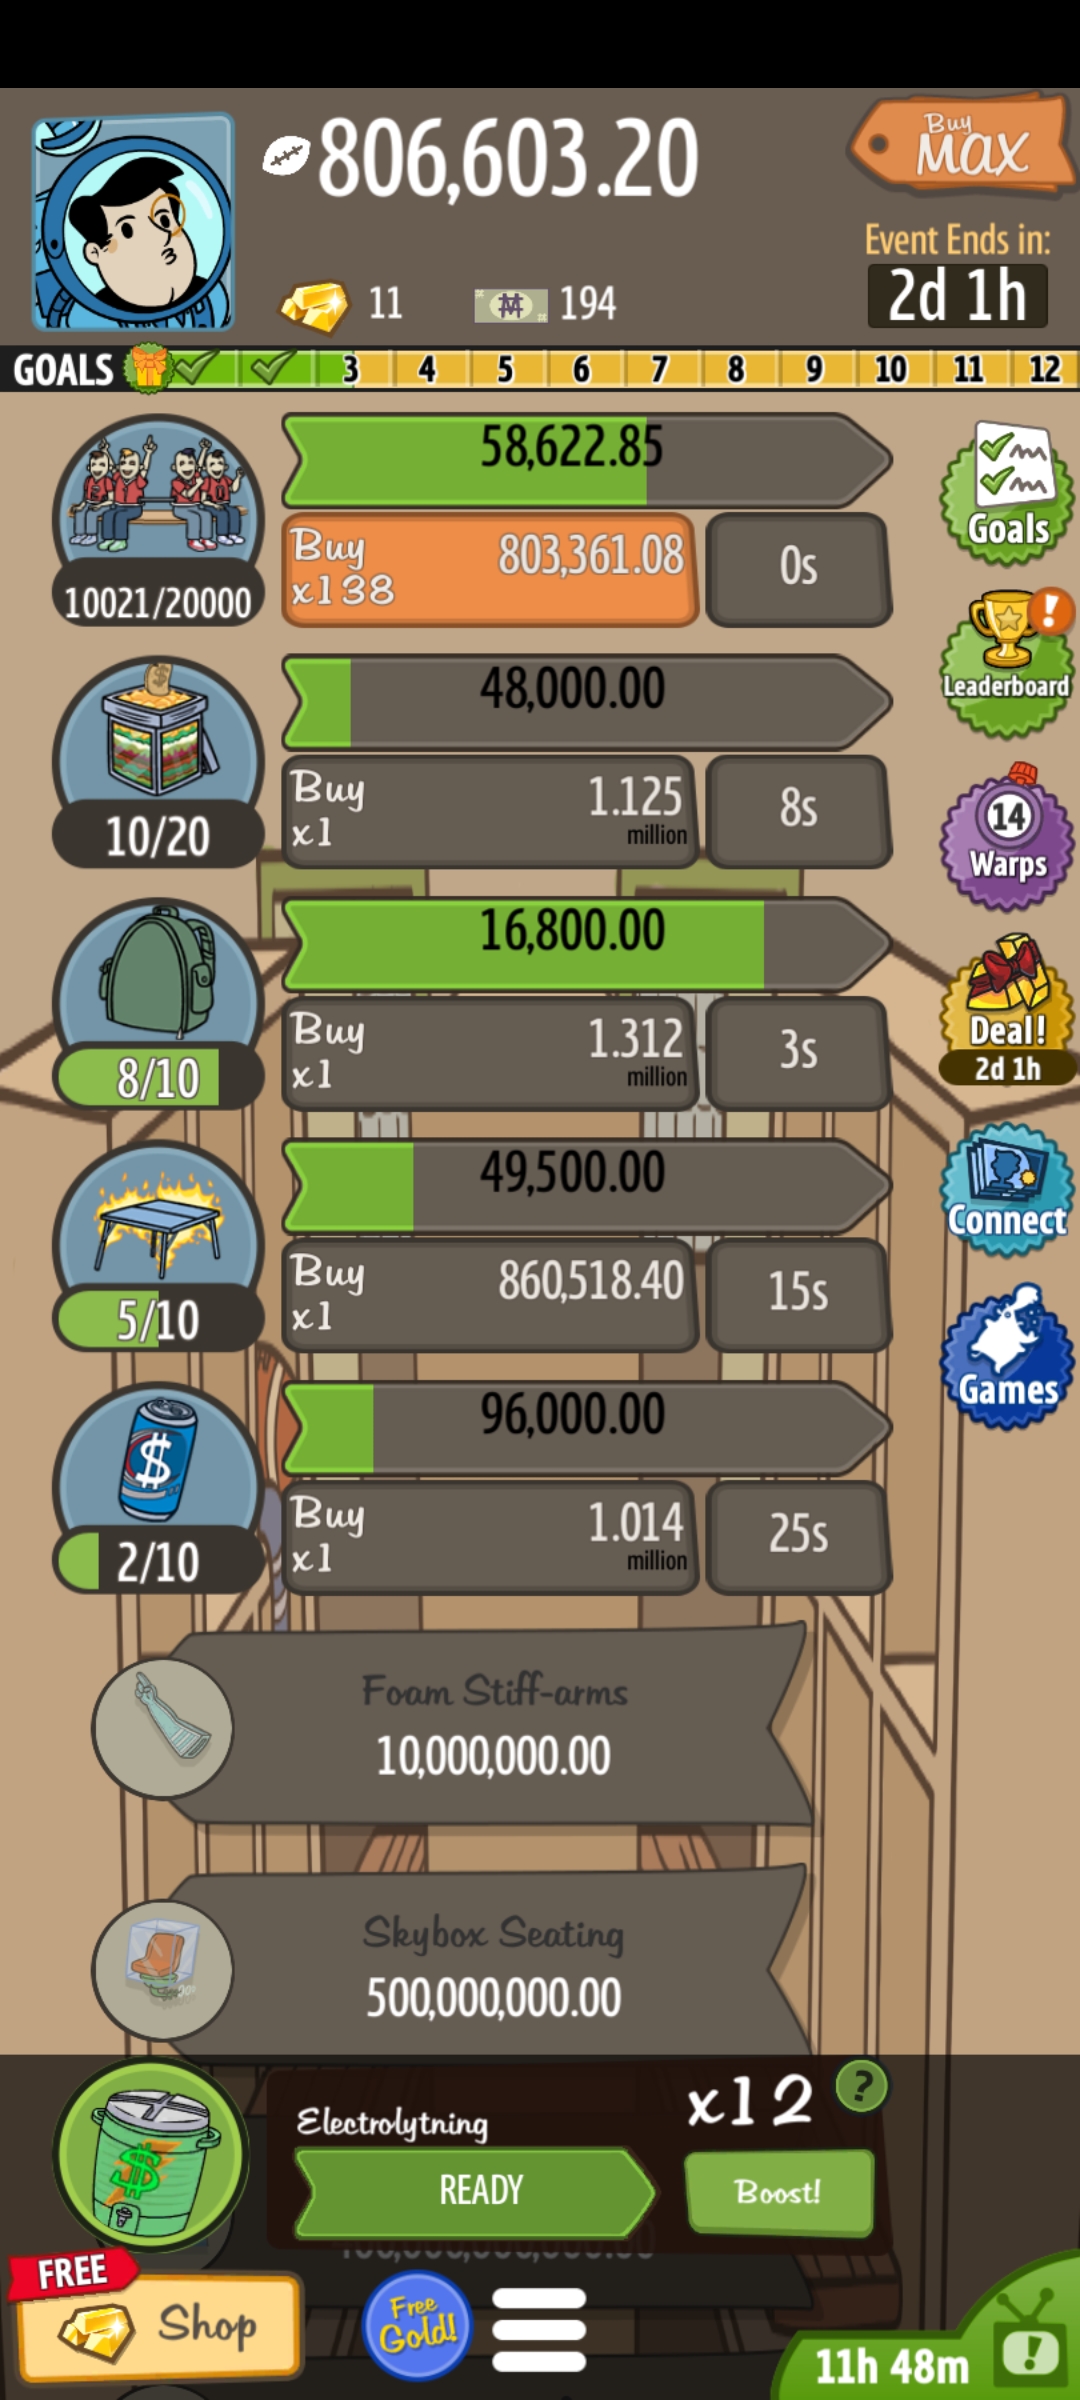 806,603.20
Buy
MAX
Event Ends in:
11
194
2d 1h
GOALS
3 4 5 6 7 8 9 10 11 12
58,622.85
Buy
x138
803,361.08
0s
10021/20000
Goals
!
Leaderboard
48,000.00
Buy
x1
1.125
million
8s
10/20
14
Warps
16,800.00
Buy
x1
1.312
million
3s
8/10
Deal!
2d 1h
49,500.00
Buy
x1
860,518.40
15s
5/10
Connect
96,000.00
Buy
x1
1.014
million
25s
2/10
Games
Foam Stiff-arms
10,000,000.00
Skybox Seating
500,000,000.00
Electrolytning
x12
?
READY
Boost!
FREE
Shop
Free
Gold!
11h 48m
!